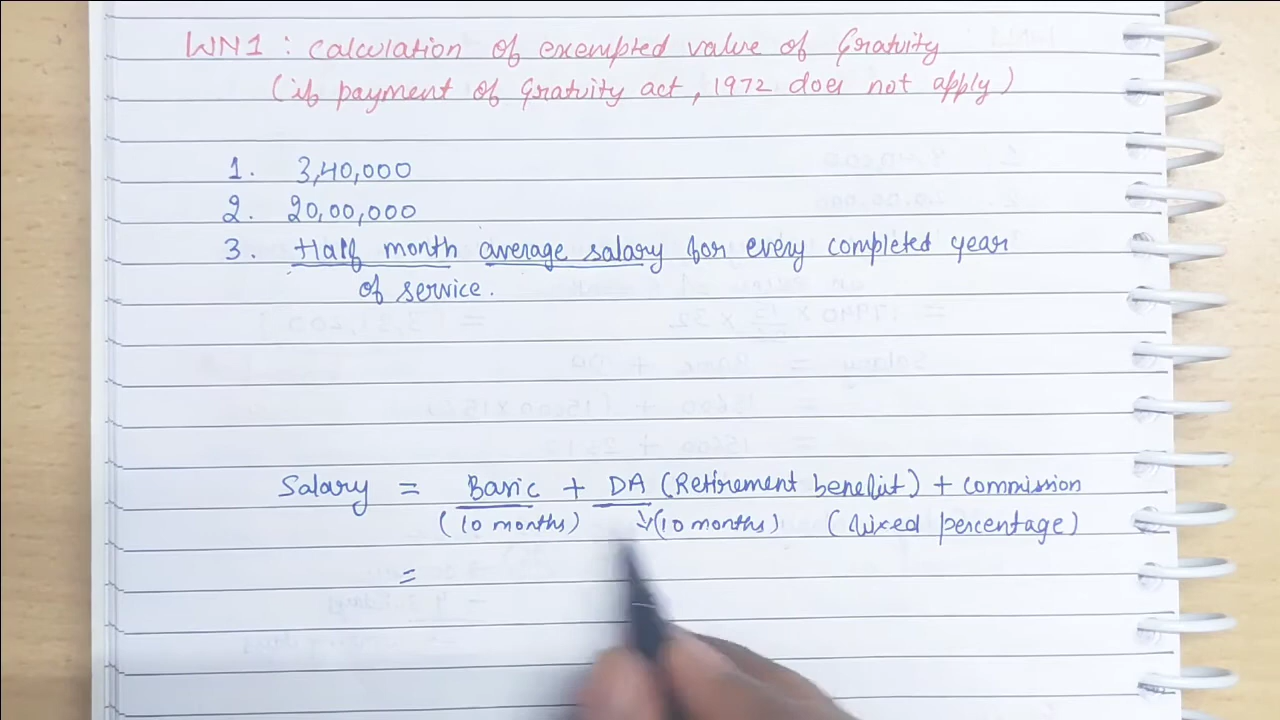 WN1 : Calculation of exempted value of Gratuity
(if payment of Gratuity act, 1972 does not apply)
1. 3,40,000
2. 20,00,000
3. Half month average salary for every completed year
of service.
Salary = Basic + DA (Retirement benefit) + commission
(10 months) ↓(10 months) (fixed percentage)
=